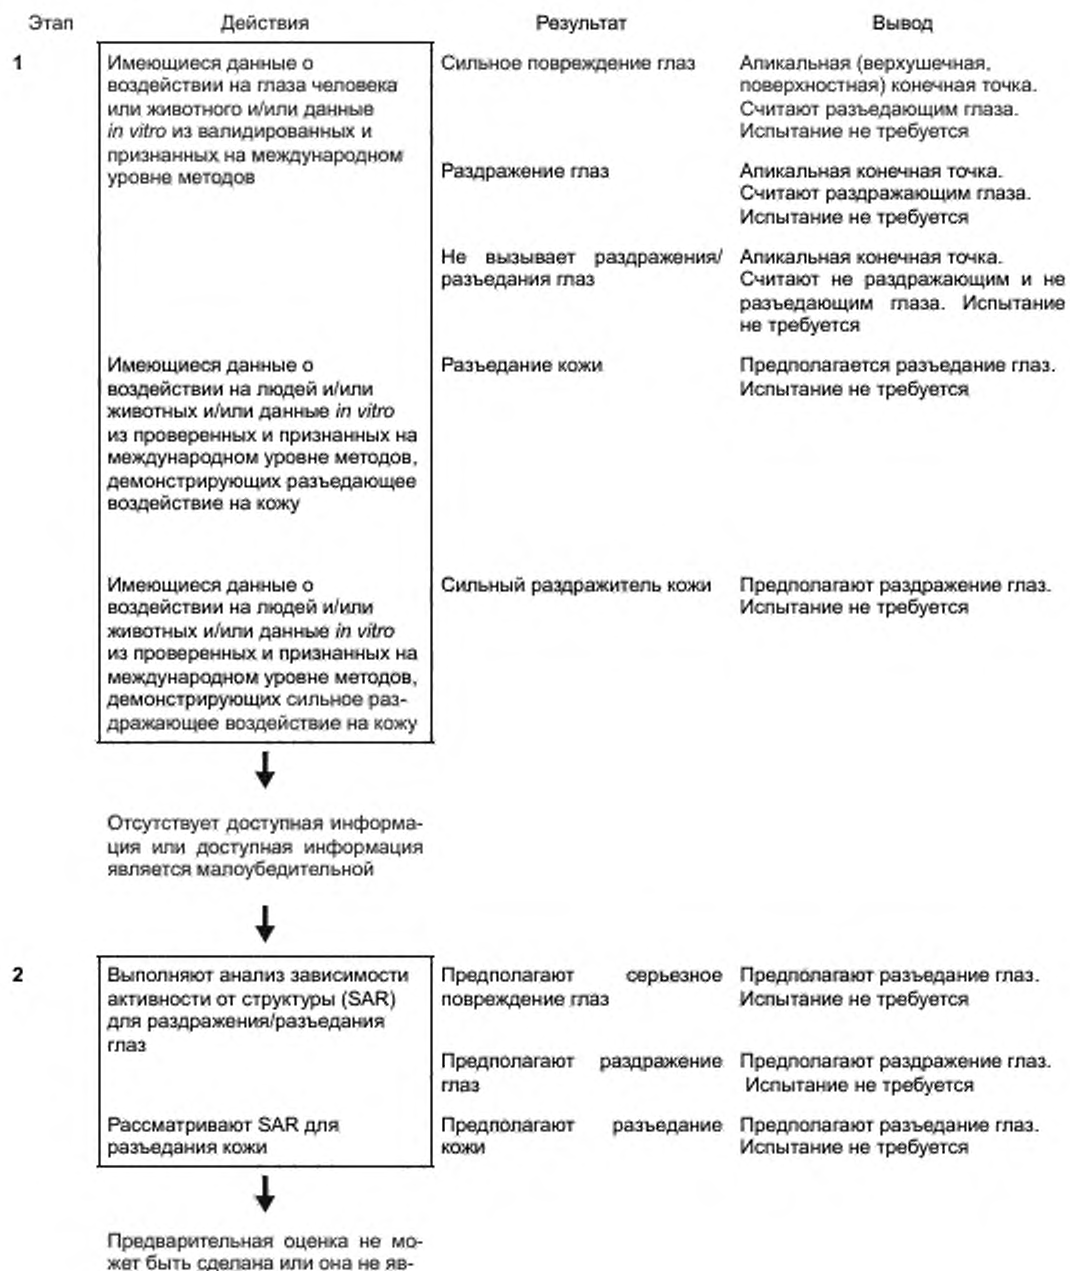 Этап Действия Результат Вывод
1 Имеющиеся данные о
воздействии на глаза человека
или животного и/или данные
in vitro из валидированных и
признанных на международном
уровне методов
Сильное повреждение глаз
Апикальная (верхушечная,
поверхностная) конечная точка.
Считают разъедающим глаза.
Испытание не требуется
Раздражение глаз
Апикальная конечная точка.
Считают раздражающим глаза.
Испытание не требуется
Не вызывает раздражения/
разъедания глаз
Апикальная конечная точка.
Считают не раздражающим и не
разъедающим глаза. Испытание
не требуется
Имеющиеся данные о
воздействии на людей и/или
животных и/или данные in vitro
из проверенных и признанных на
международном уровне методов,
демонстрирующих разъедающее
воздействие на кожу
Разъедание кожи
Предполагается разъедание глаз.
Испытание не требуется
Имеющиеся данные о
воздействии на людей и/или
животных и/или данные in vitro
из проверенных и признанных на
международном уровне методов,
демонстрирующих сильное раз-
дражающее воздействие на кожу
Сильный раздражитель кожи
Предполагают раздражение глаз.
Испытание не требуется
Отсутствует доступная информа-
ция или доступная информация
является малоубедительной
2 Выполняют анализ зависимости
активности от структуры (SAR)
для раздражения/разъедания
глаз
Предполагают серьезное
повреждение глаз
Предполагают разъедание глаз.
Испытание не требуется
Предполагают раздражение
глаз
Предполагают раздражение глаз.
Испытание не требуется
Рассматривают SAR для
разъедания кожи
Предполагают разъедание
кожи
Предполагают разъедание глаз.
Испытание не требуется
Предварительная оценка не мо-
жет быть сделана или она не яв-